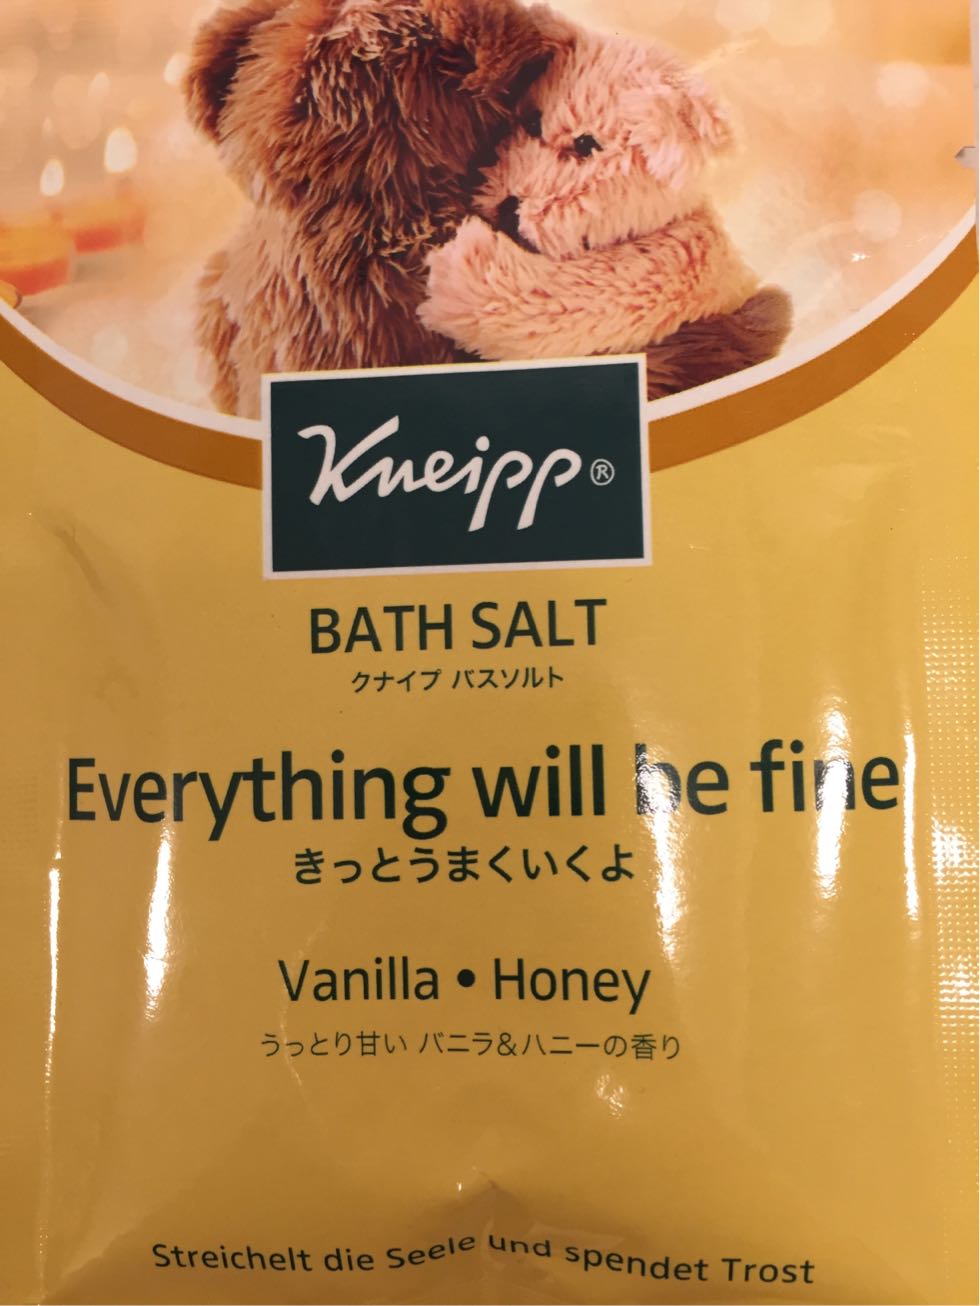 Kneipp®
BATH SALT
クナイプ バスソルト
Everything will be fine
きっとうまくいくよ
Vanilla • Honey
うっとり甘い バニラ&ハニーの香り
Streichelt die Seele und spendet Trost